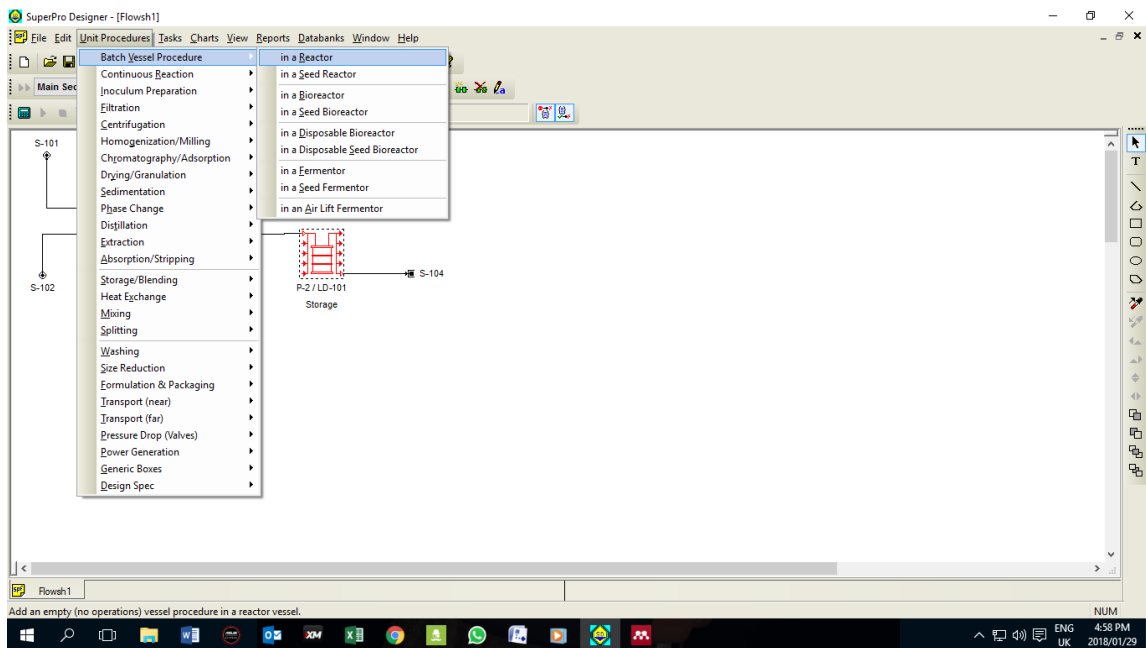 SuperPro Designer - [Flowsh1]
File Edit Unit Procedures Tasks Charts View Reports Databanks Window Help
Main Sec
Batch Vessel Procedure
Continuous Reaction
Inoculum Preparation
Filtration
Centrifugation
Homogenization/Milling
Chromatography/Adsorption
Drying/Granulation
Sedimentation
Phase Change
Distillation
Extraction
Absorption/Stripping
Storage/Blending
Heat Exchange
Mixing
Splitting
Washing
Size Reduction
Formulation & Packaging
Transport (near)
Transport (far)
Pressure Drop (Valves)
Power Generation
Generic Boxes
Design Spec
in a Reactor
in a Seed Reactor
in a Bioreactor
in a Seed Bioreactor
in a Disposable Bioreactor
in a Disposable Seed Bioreactor
in a Fermentor
in a Seed Fermentor
in an Air Lift Fermentor
S-101
S-102
S-104
P-2 / LD-101
Storage
T
Flowsh1
Add an empty (no operations) vessel procedure in a reactor vessel.
NUM
XM
ENG
UK
4:58 PM
2018/01/29